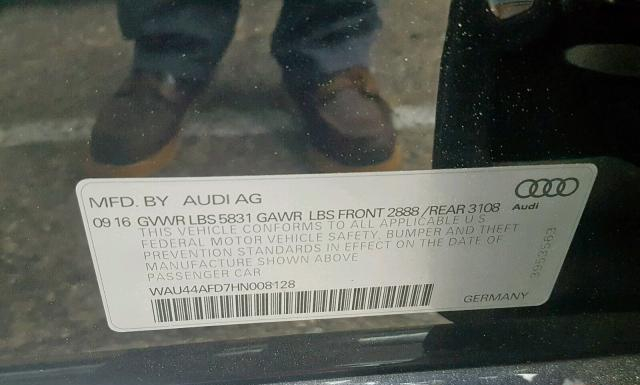 MFD. BY AUDI AG
Audi
09 16 GVWR LBS 5831 GAWR LBS FRONT 2888 /REAR 3108
THIS VEHICLE CONFORMS TO ALL APPLICABLE U S
FEDERAL MOTOR VEHICLE SAFETY, BUMPER AND THEFT
PREVENTION STANDARDS IN EFFECT ON THE DATE OF
MANUFACTURE SHOWN ABOVE
PASSENGER CAR
WAU44AFD7HN008128
GERMANY
3953563